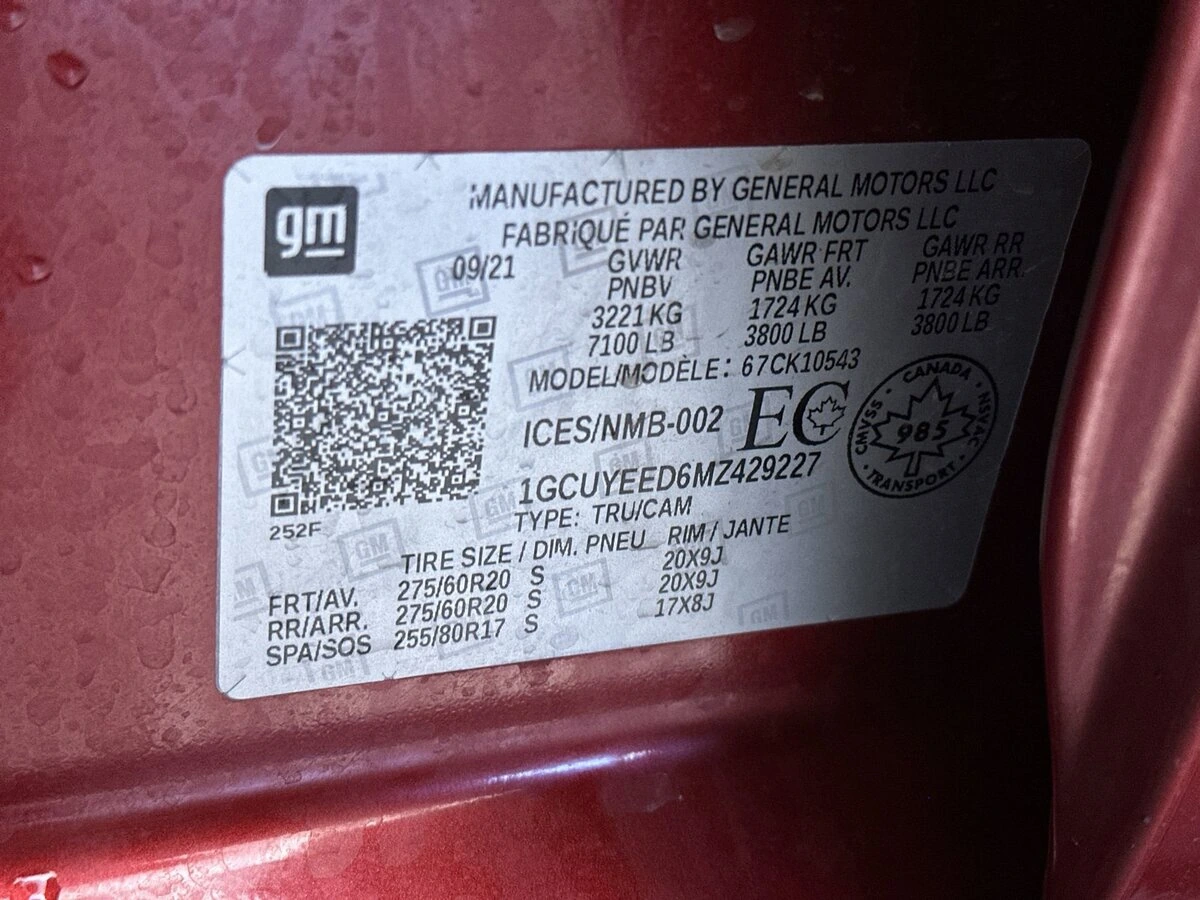 gm
MANUFACTURED BY GENERAL MOTORS LLC
FABRIQUÉ PAR GENERAL MOTORS LLC
09/21
GVWR GAWR FRT GAWR RR
PNBV PNBE AV. PNBE ARR.
3221 KG 1724 KG 1724 KG
7100 LB 3800 LB 3800 LB
MODEL/MODÈLE: 67CK10543
ICES/NMB-002 EC
CANADA
CMVSS 985 NSVAC
TRANSPORT
1GCUYEED6MZ429227
TYPE: TRU/CAM
252F
TIRE SIZE / DIM. PNEU RIM / JANTE
FRT/AV. 275/60R20 S 20X9J
RR/ARR. 275/60R20 S 20X9J
SPA/SOS 255/80R17 S 17X8J